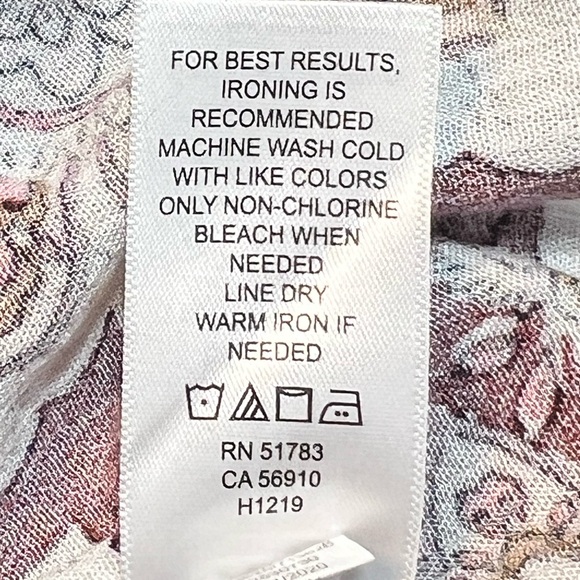 FOR BEST RESULTS,
IRONING IS
RECOMMENDED
MACHINE WASH COLD
WITH LIKE COLORS
ONLY NON-CHLORINE
BLEACH WHEN
NEEDED
LINE DRY
WARM IRON IF
NEEDED
RN 51783
CA 56910
H1219